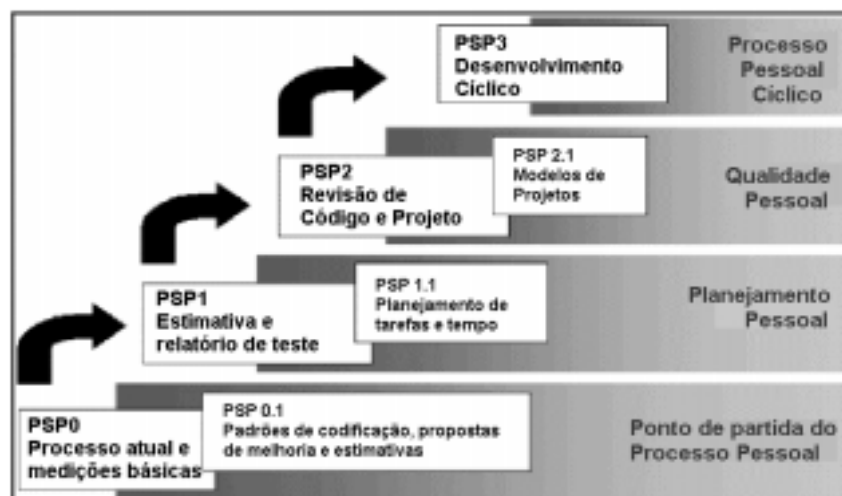 PSP3
Desenvolvimento
Cíclico
Processo
Pessoal
Cíclico
PSP2
Revisão de
Código e Projeto
PSP 2.1
Modelos de
Projetos
Qualidade
Pessoal
PSP1
Estimativa e
relatório de teste
PSP 1.1
Planejamento de
tarefas e tempo
Planejamento
Pessoal
PSP0
Processo atual e
medições básicas
PSP 0.1
Padrões de codificação, propostas
de melhoria e estimativas
Ponto de partida do
Processo Pessoal